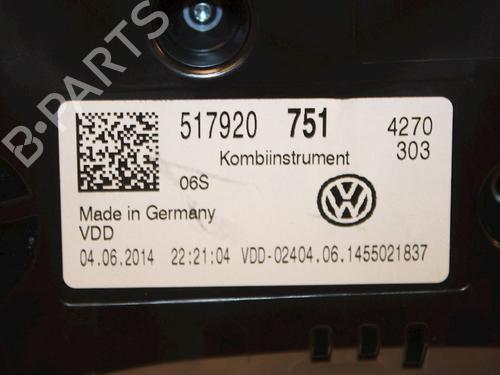 B-PARTS
517920 751 4270
Kombiinstrument 303
06S
Made in Germany
VDD
04.06.2014 22:21:04 VDD-02404.06.1455021837